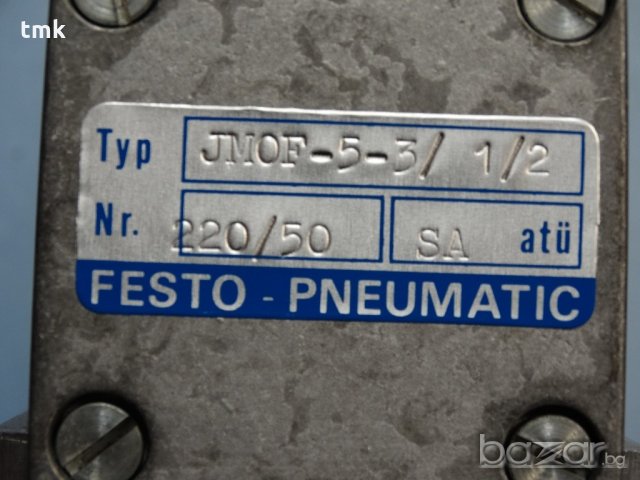 tmk
Typ JMOF-5-3/ 1/2
Nr. 220/50 SA atü
FESTO - PNEUMATIC
bazar.bg